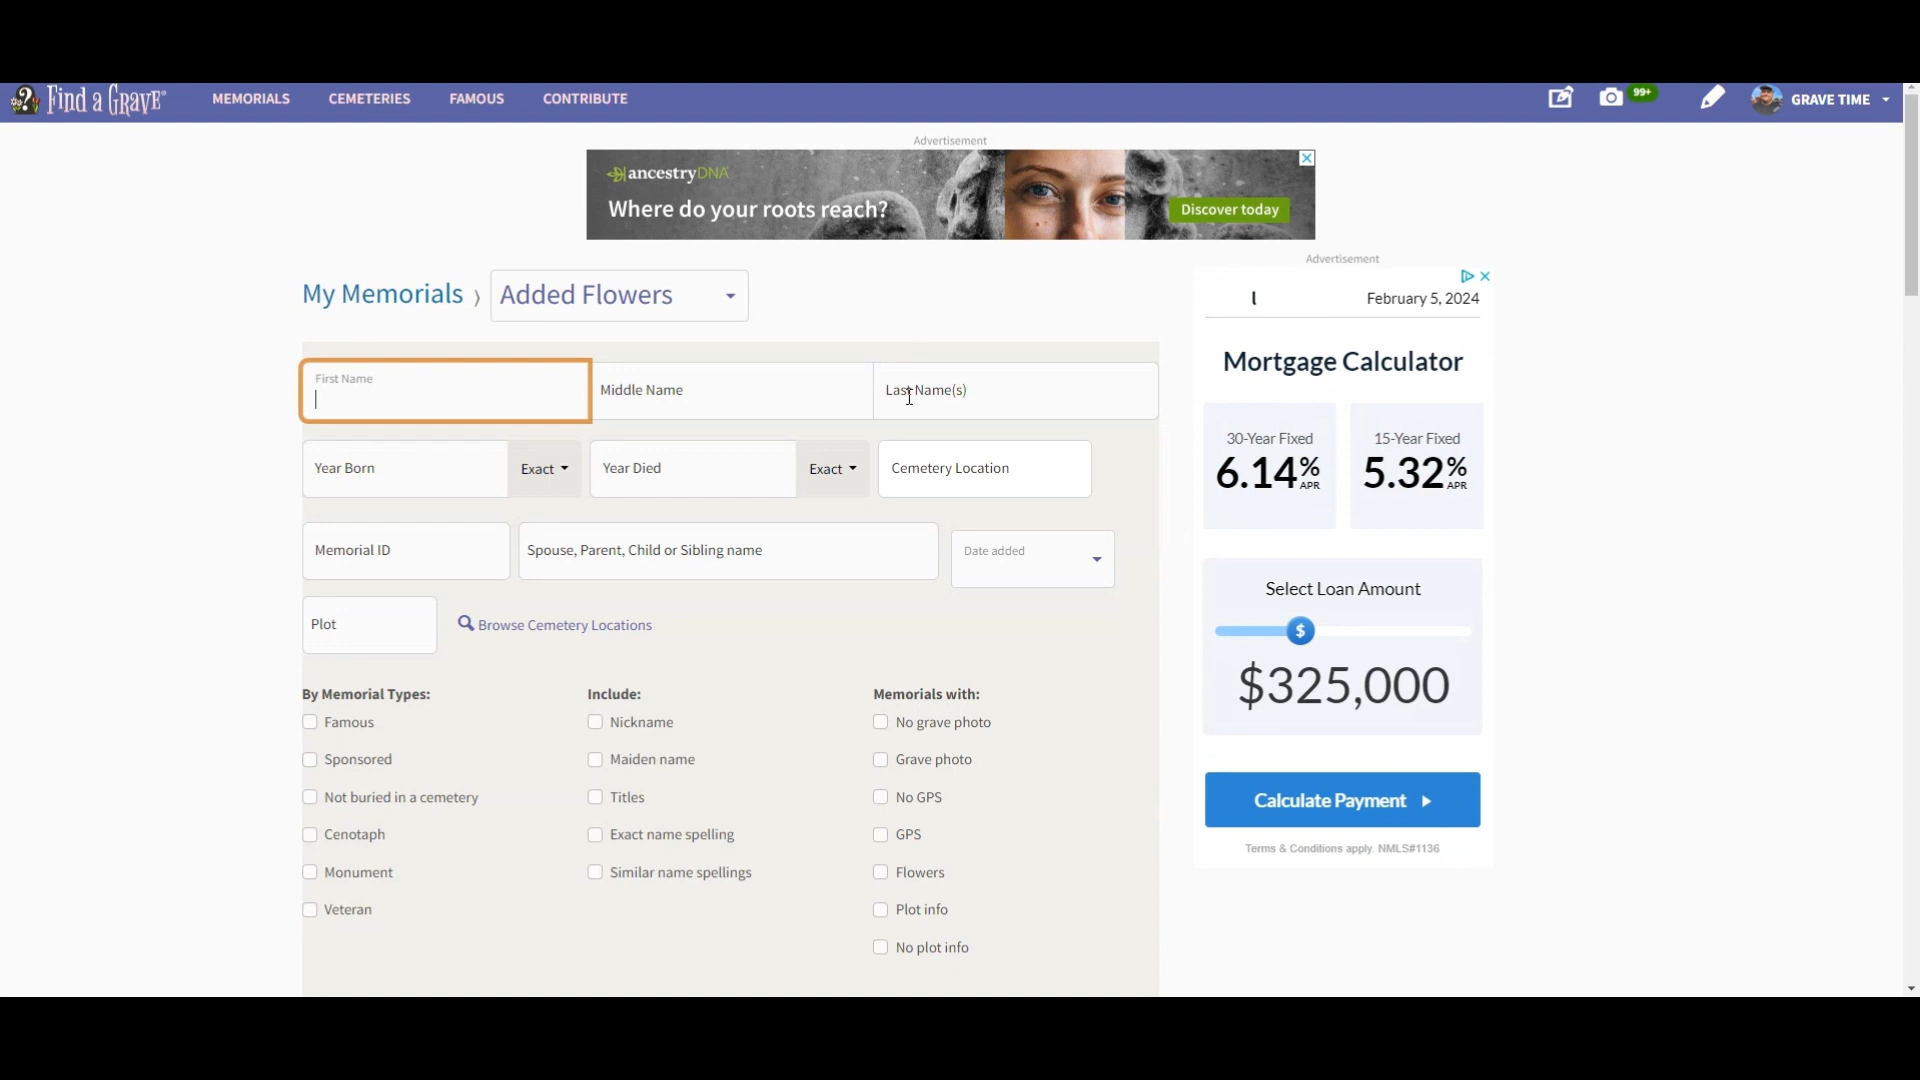 Find a Grave®
MEMORIALS CEMETERIES FAMOUS CONTRIBUTE 99+ GRAVE TIME
Advertisement
ancestryDNA
Where do your roots reach?
Discover today
Advertisement
My Memorials 〉 Added Flowers
l February 5, 2024
Mortgage Calculator
First Name
Middle Name
Last Name(s)
30-Year Fixed 15-Year Fixed
6.14% APR 5.32% APR
Year Born Exact Year Died Exact Cemetery Location
Memorial ID Spouse, Parent, Child or Sibling name Date added
Select Loan Amount
$
$325,000
Plot Browse Cemetery Locations
By Memorial Types: Include: Memorials with:
Famous Nickname No grave photo
Sponsored Maiden name Grave photo
Not buried in a cemetery Titles No GPS
Cenotaph Exact name spelling GPS
Monument Similar name spellings Flowers
Veteran Plot info
No plot info
Calculate Payment
Terms & Conditions apply. NMLS#1136